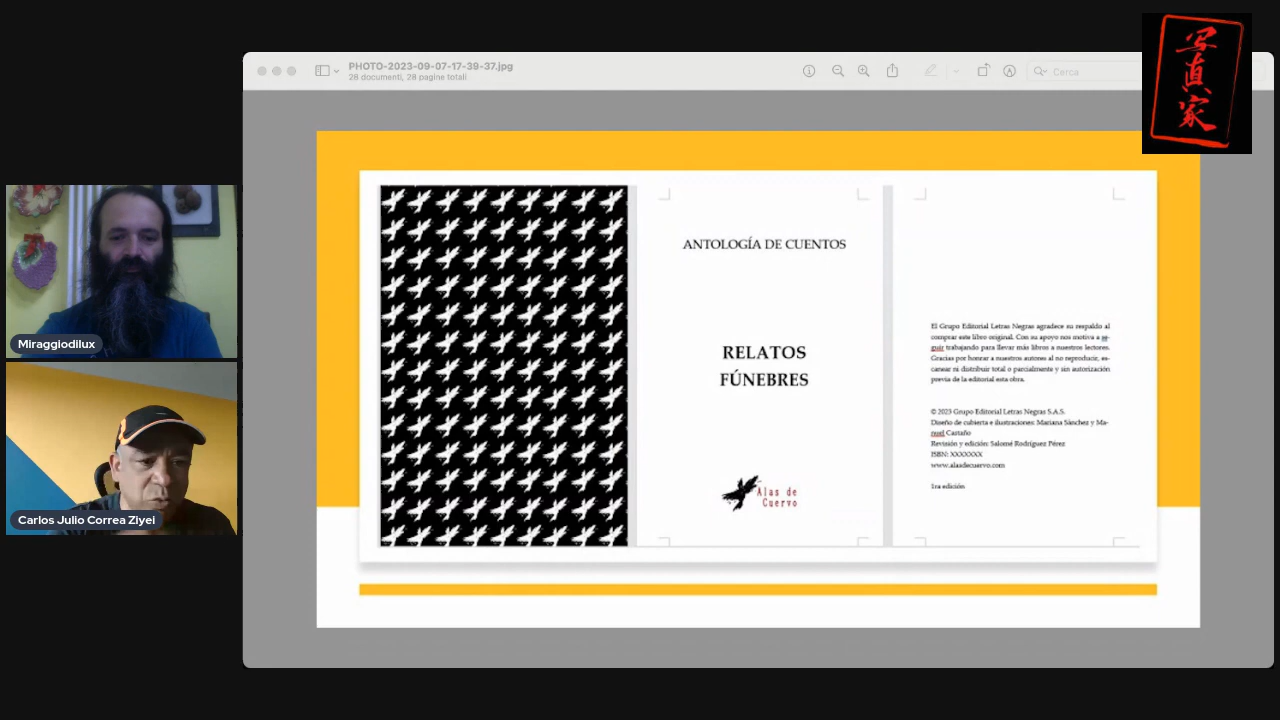 PHOTO-2023-09-07-17-39-37.jpg
28 documenti, 28 pagine totali
Cerca
写真家
ANTOLOGÍA DE CUENTOS
RELATOS
FÚNEBRES
Alas de
Cuervo
El Grupo Editorial Letras Negras agradece su respaldo al
comprar este libro original. Con su apoyo nos motiva a se-
guir trabajando para llevar más libros a nuestros lectores.
Gracias por honrar a nuestros autores al no reproducir, es-
canear ni distribuir total o parcialmente y sin autorización
previa de la editorial esta obra.
© 2023 Grupo Editorial Letras Negras S.A.S.
Diseño de cubierta e ilustraciones: Mariana Sánchez y Ma-
nuel Castaño
Revisión y edición: Salomé Rodríguez Pérez
ISBN: XXXXXXX
www.alasdecuervo.com
1ra edición
Miraggiodilux
Carlos Julio Correa Ziyei